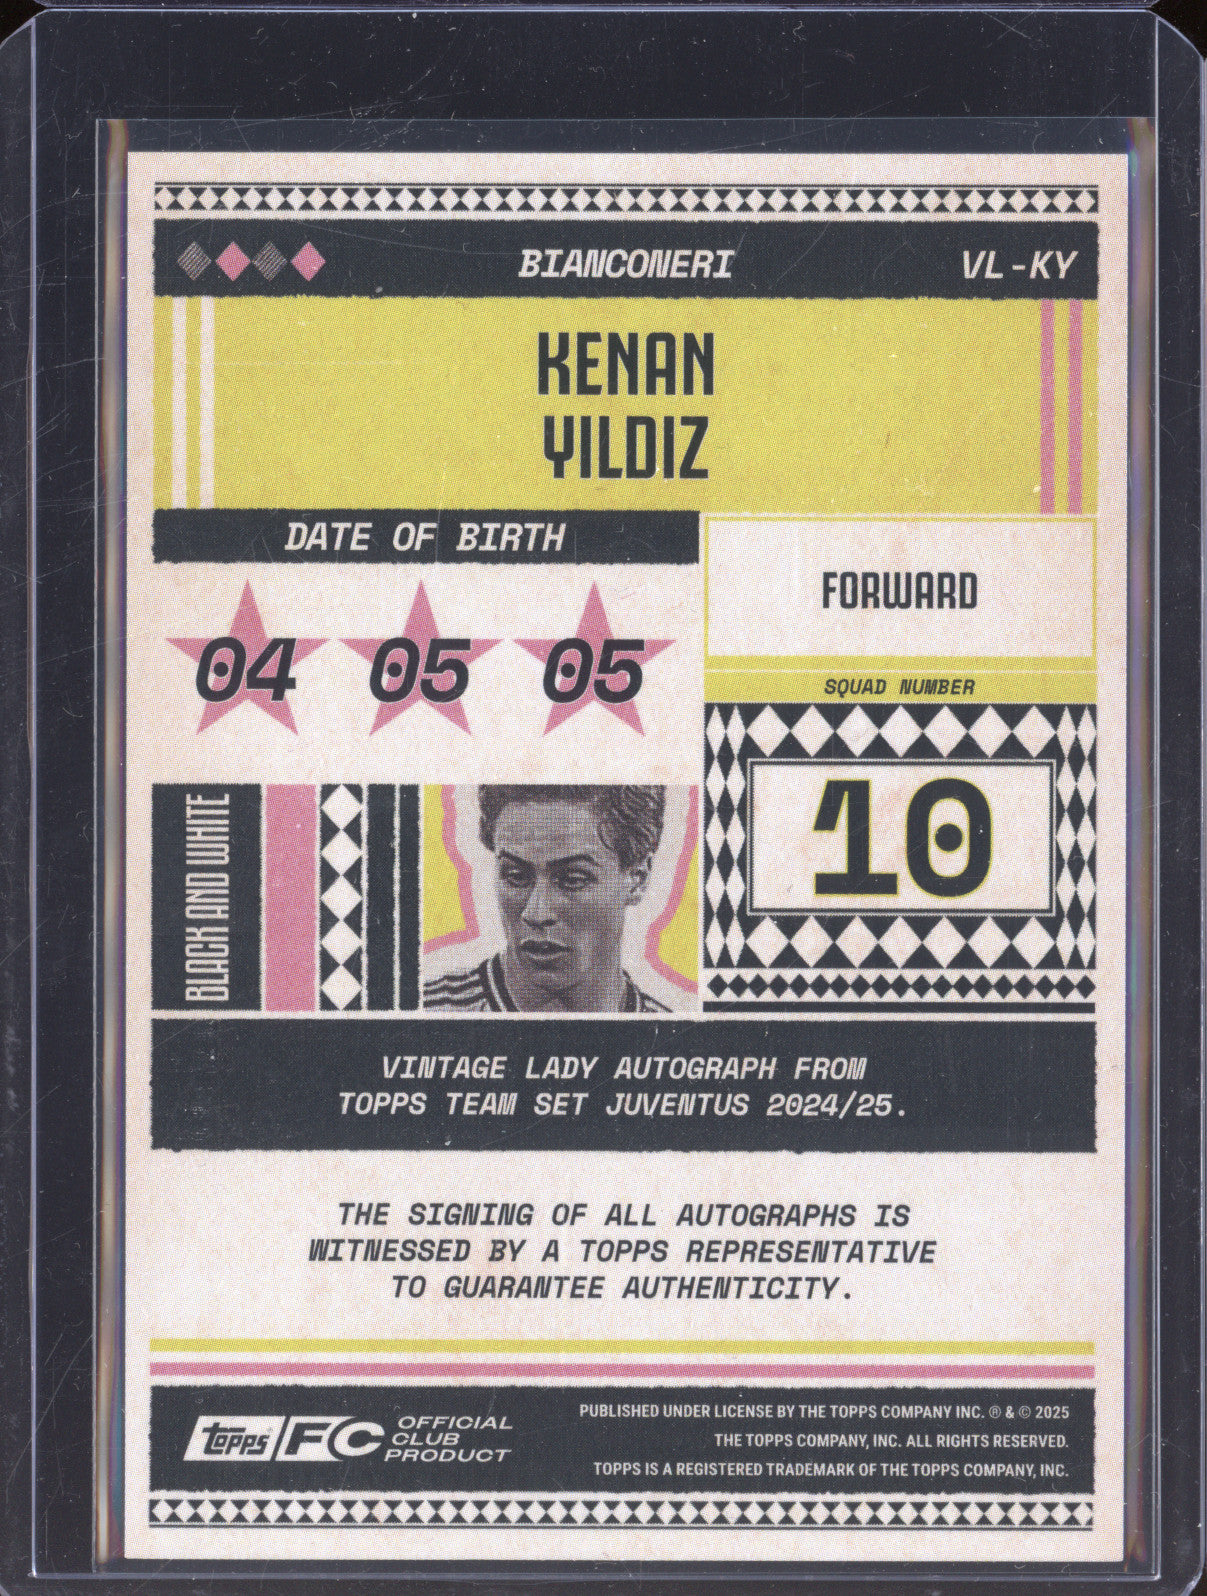 BIANCONERI
VL-KY
KENAN
YILDIZ
DATE OF BIRTH
04 05 05
FORWARD
SQUAD NUMBER
10
BLACK AND WHITE
VINTAGE LADY AUTOGRAPH FROM
TOPPS TEAM SET JUVENTUS 2024/25.
THE SIGNING OF ALL AUTOGRAPHS IS
WITNESSED BY A TOPPS REPRESENTATIVE
TO GUARANTEE AUTHENTICITY.
topps FC
OFFICIAL
CLUB
PRODUCT
PUBLISHED UNDER LICENSE BY THE TOPPS COMPANY INC. ® & © 2025
THE TOPPS COMPANY, INC. ALL RIGHTS RESERVED.
TOPPS IS A REGISTERED TRADEMARK OF THE TOPPS COMPANY, INC.